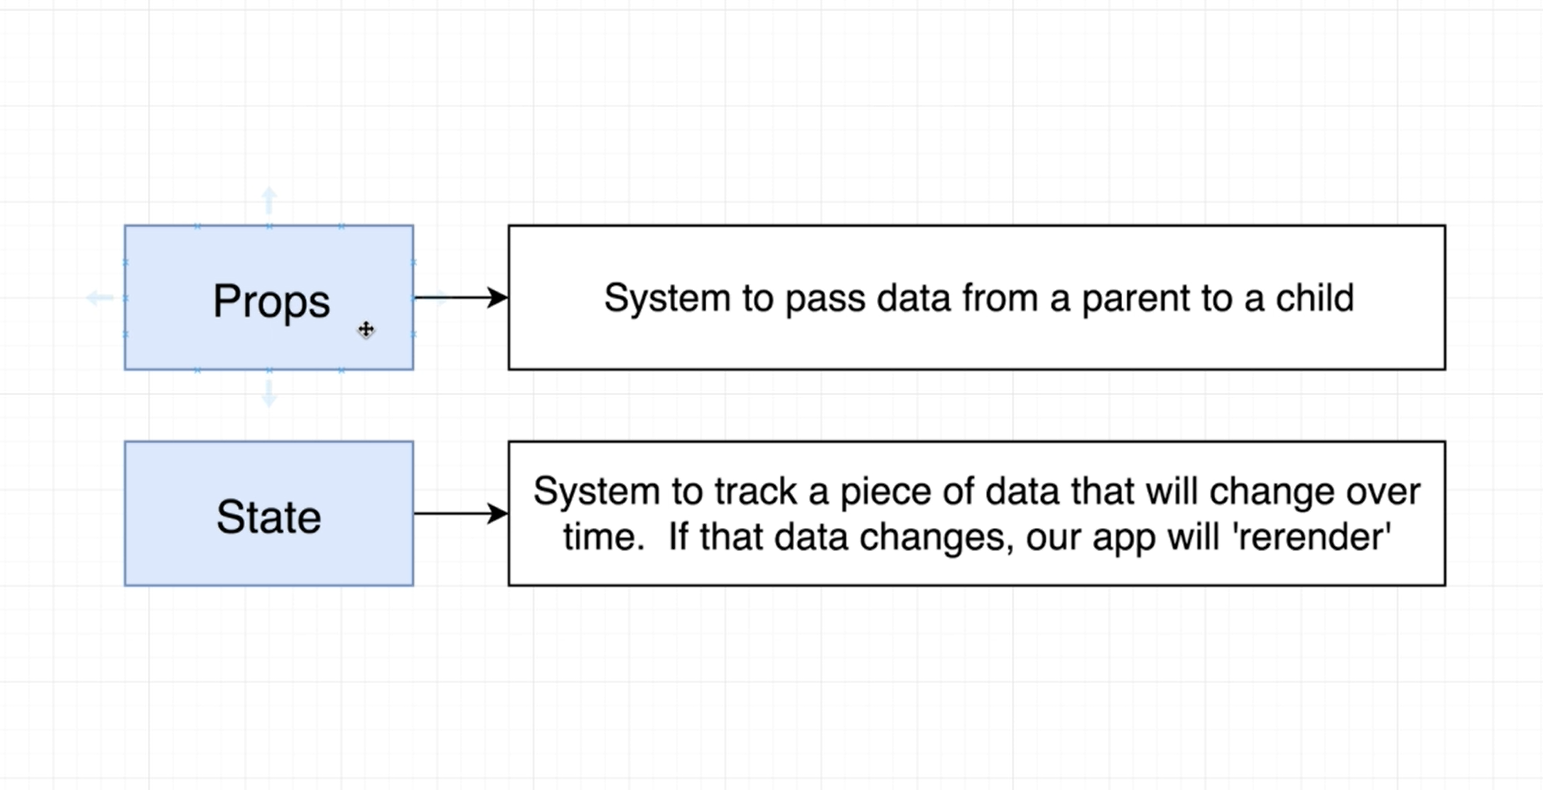 Props
System to pass data from a parent to a child
State
System to track a piece of data that will change over
time.  If that data changes, our app will 'rerender'